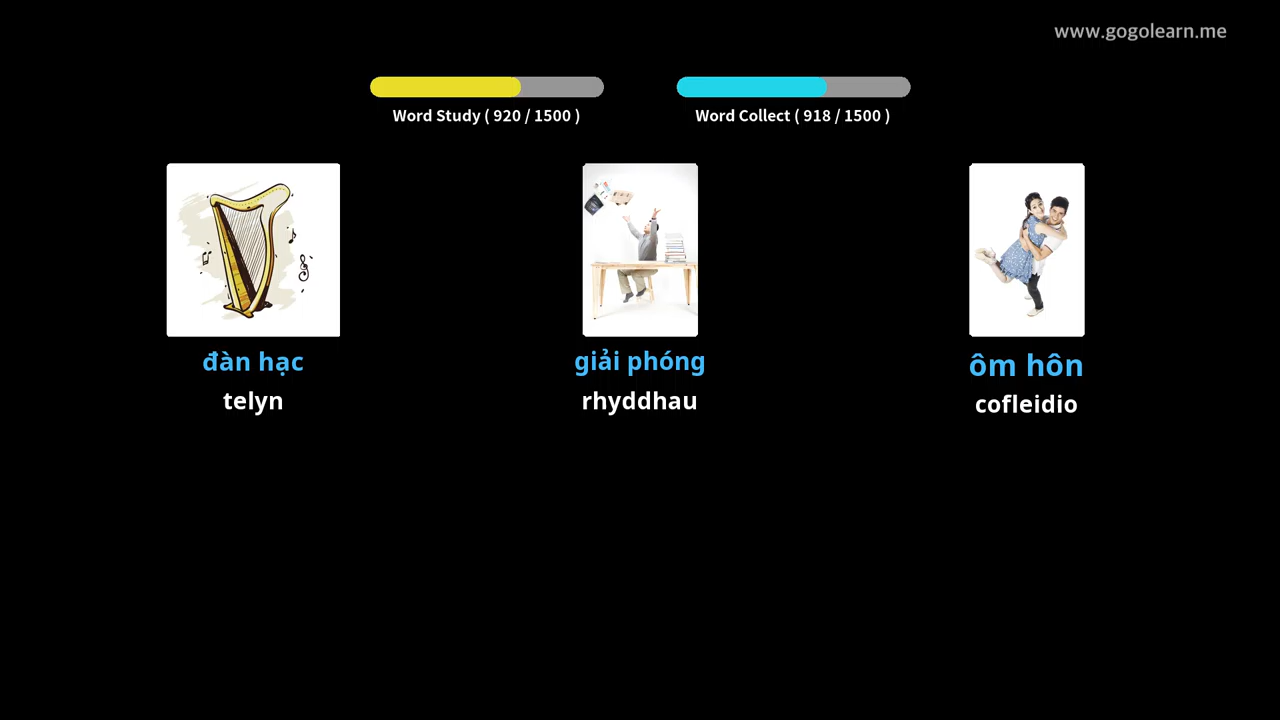 www.gogolearn.me
Word Study ( 920 / 1500 )
Word Collect ( 918 / 1500 )
đàn hạc
telyn
giải phóng
rhyddhau
ôm hôn
cofleidio